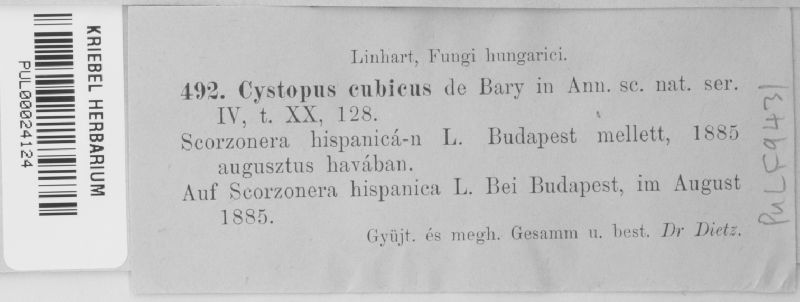 KRIEBEL HERBARIUM
PUL00024124
Linhart, Fungi hungarici.
492. Cystopus cubicus de Bary in Ann. sc. nat. ser.
IV, t. XX, 128.
Scorzonera hispanicá-n L. Budapest mellett, 1885
augusztus havában.
Auf Scorzonera hispanica L. Bei Budapest, im August
1885.
Gyüjt. és megh. Gesamm u. best. Dr Dietz.
PUL F9431